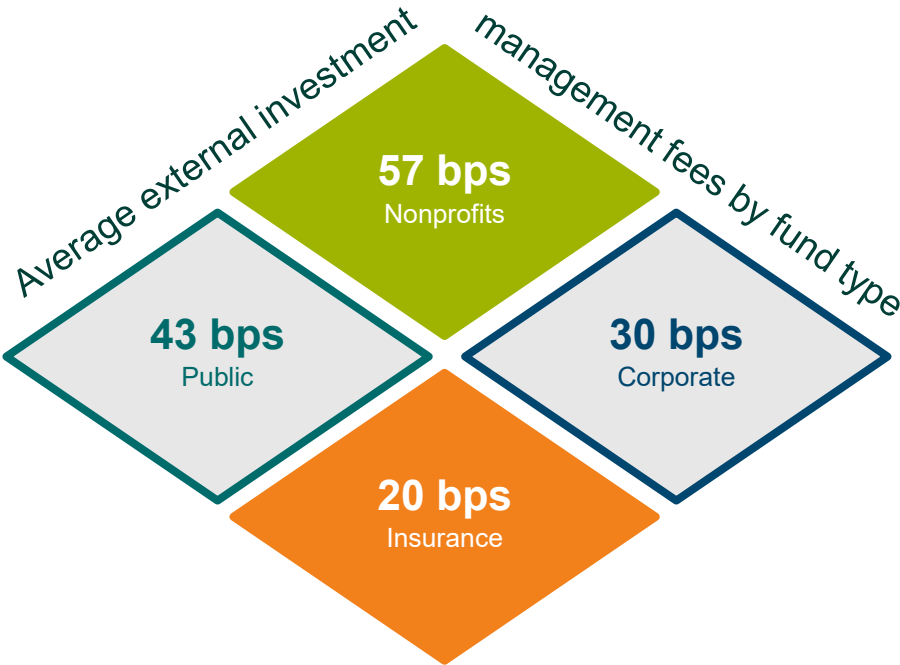 Average external investment
management fees by fund type
57 bps
Nonprofits
43 bps
Public
30 bps
Corporate
20 bps
Insurance